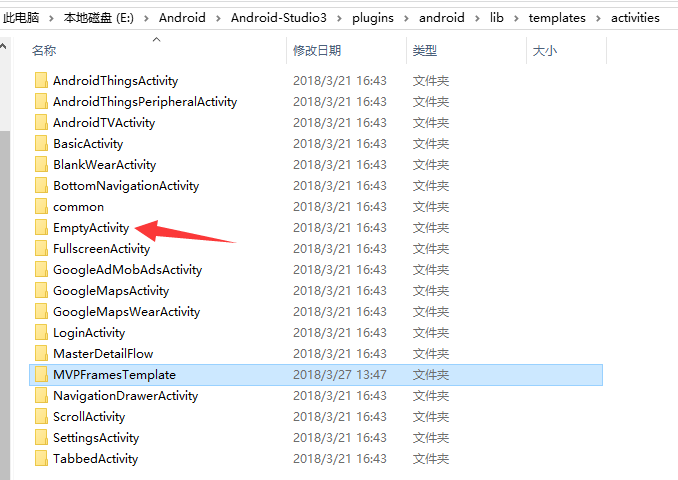 此电脑 › 本地磁盘 (E:) › Android › Android-Studio3 › plugins › android › lib › templates › activities
名称 修改日期 类型 大小
AndroidThingsActivity 2018/3/21 16:43 文件夹
AndroidThingsPeripheralActivity 2018/3/21 16:43 文件夹
AndroidTVActivity 2018/3/21 16:43 文件夹
BasicActivity 2018/3/21 16:43 文件夹
BlankWearActivity 2018/3/21 16:43 文件夹
BottomNavigationActivity 2018/3/21 16:43 文件夹
common 2018/3/21 16:43 文件夹
EmptyActivity 2018/3/21 16:43 文件夹
FullscreenActivity 2018/3/21 16:43 文件夹
GoogleAdMobAdsActivity 2018/3/21 16:43 文件夹
GoogleMapsActivity 2018/3/21 16:43 文件夹
GoogleMapsWearActivity 2018/3/21 16:43 文件夹
LoginActivity 2018/3/21 16:43 文件夹
MasterDetailFlow 2018/3/21 16:43 文件夹
MVPFramesTemplate 2018/3/27 13:47 文件夹
NavigationDrawerActivity 2018/3/21 16:43 文件夹
ScrollActivity 2018/3/21 16:43 文件夹
SettingsActivity 2018/3/21 16:43 文件夹
TabbedActivity 2018/3/21 16:43 文件夹